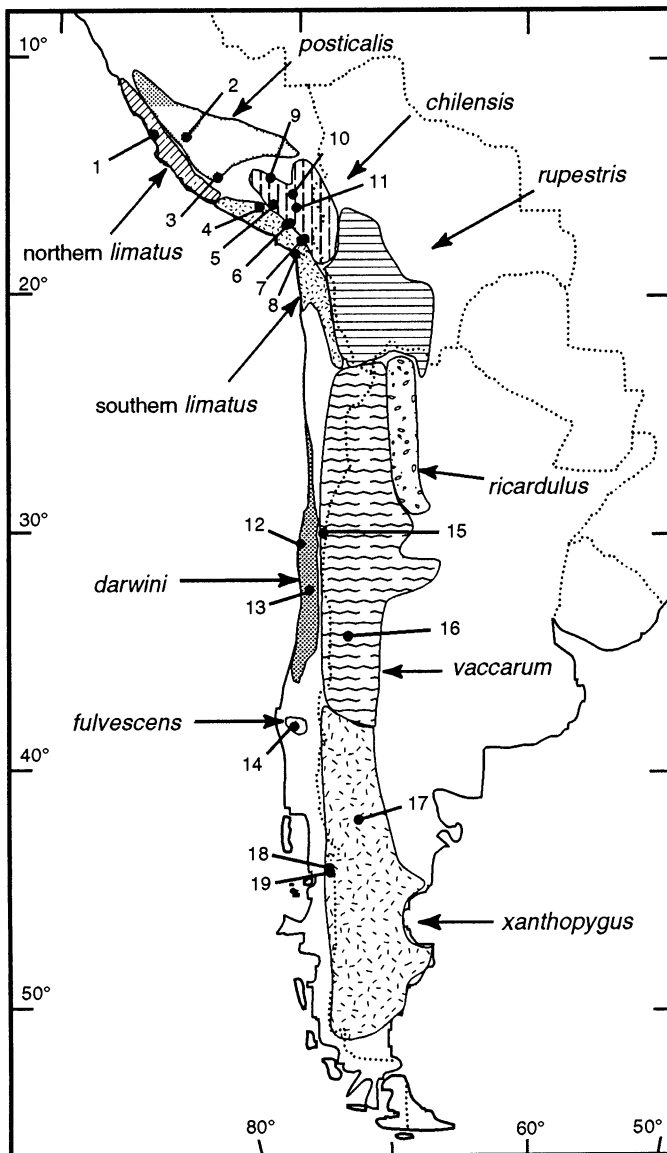 10°
posticalis
2
9
10
chilensis
1
11
rupestris
3
4
northern limatus
5
6
7
8
20°
southern limatus
ricardulus
30°
12
15
darwini
13
16
vaccarum
fulvescens
14
40°
17
18
19
xanthopygus
50°
80°
60°
50°